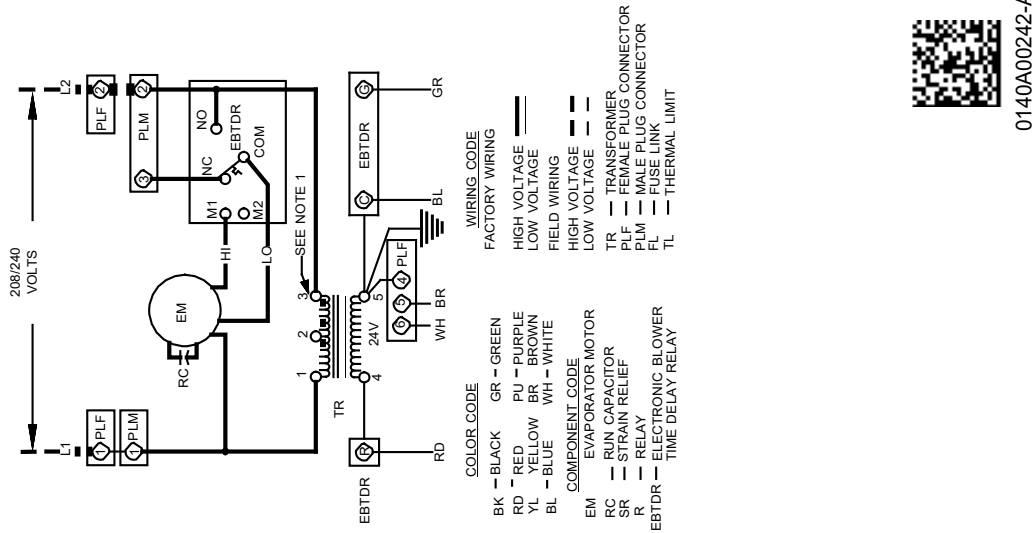 208/240
VOLTS
L1
L2
1 PLF
1 PLM
PLF 2
3 PLM 2
RC
EM
HI
LO
M1
M2
NC
NO
EBTDR
COM
SEE NOTE 1
1 2 3
TR
24V
4 5
EBTDR
R
C EBTDR G
RD
BL
GR
6 5 4 PLF
WH BR
COLOR CODE
BK — BLACK GR — GREEN
RD — RED PU — PURPLE
YL YELLOW BR BROWN
BL — BLUE WH — WHITE
COMPONENT CODE
EM EVAPORATOR MOTOR
RC — RUN CAPACITOR
SR — STRAIN RELIEF
R — RELAY
EBTDR — ELECTRONIC BLOWER
TIME DELAY RELAY
WIRING CODE
FACTORY WIRING
HIGH VOLTAGE
LOW VOLTAGE
FIELD WIRING
HIGH VOLTAGE
LOW VOLTAGE
TR — TRANSFORMER
PLF — FEMALE PLUG CONNECTOR
PLM — MALE PLUG CONNECTOR
FL — FUSE LINK
TL — THERMAL LIMIT
0140A00242-A